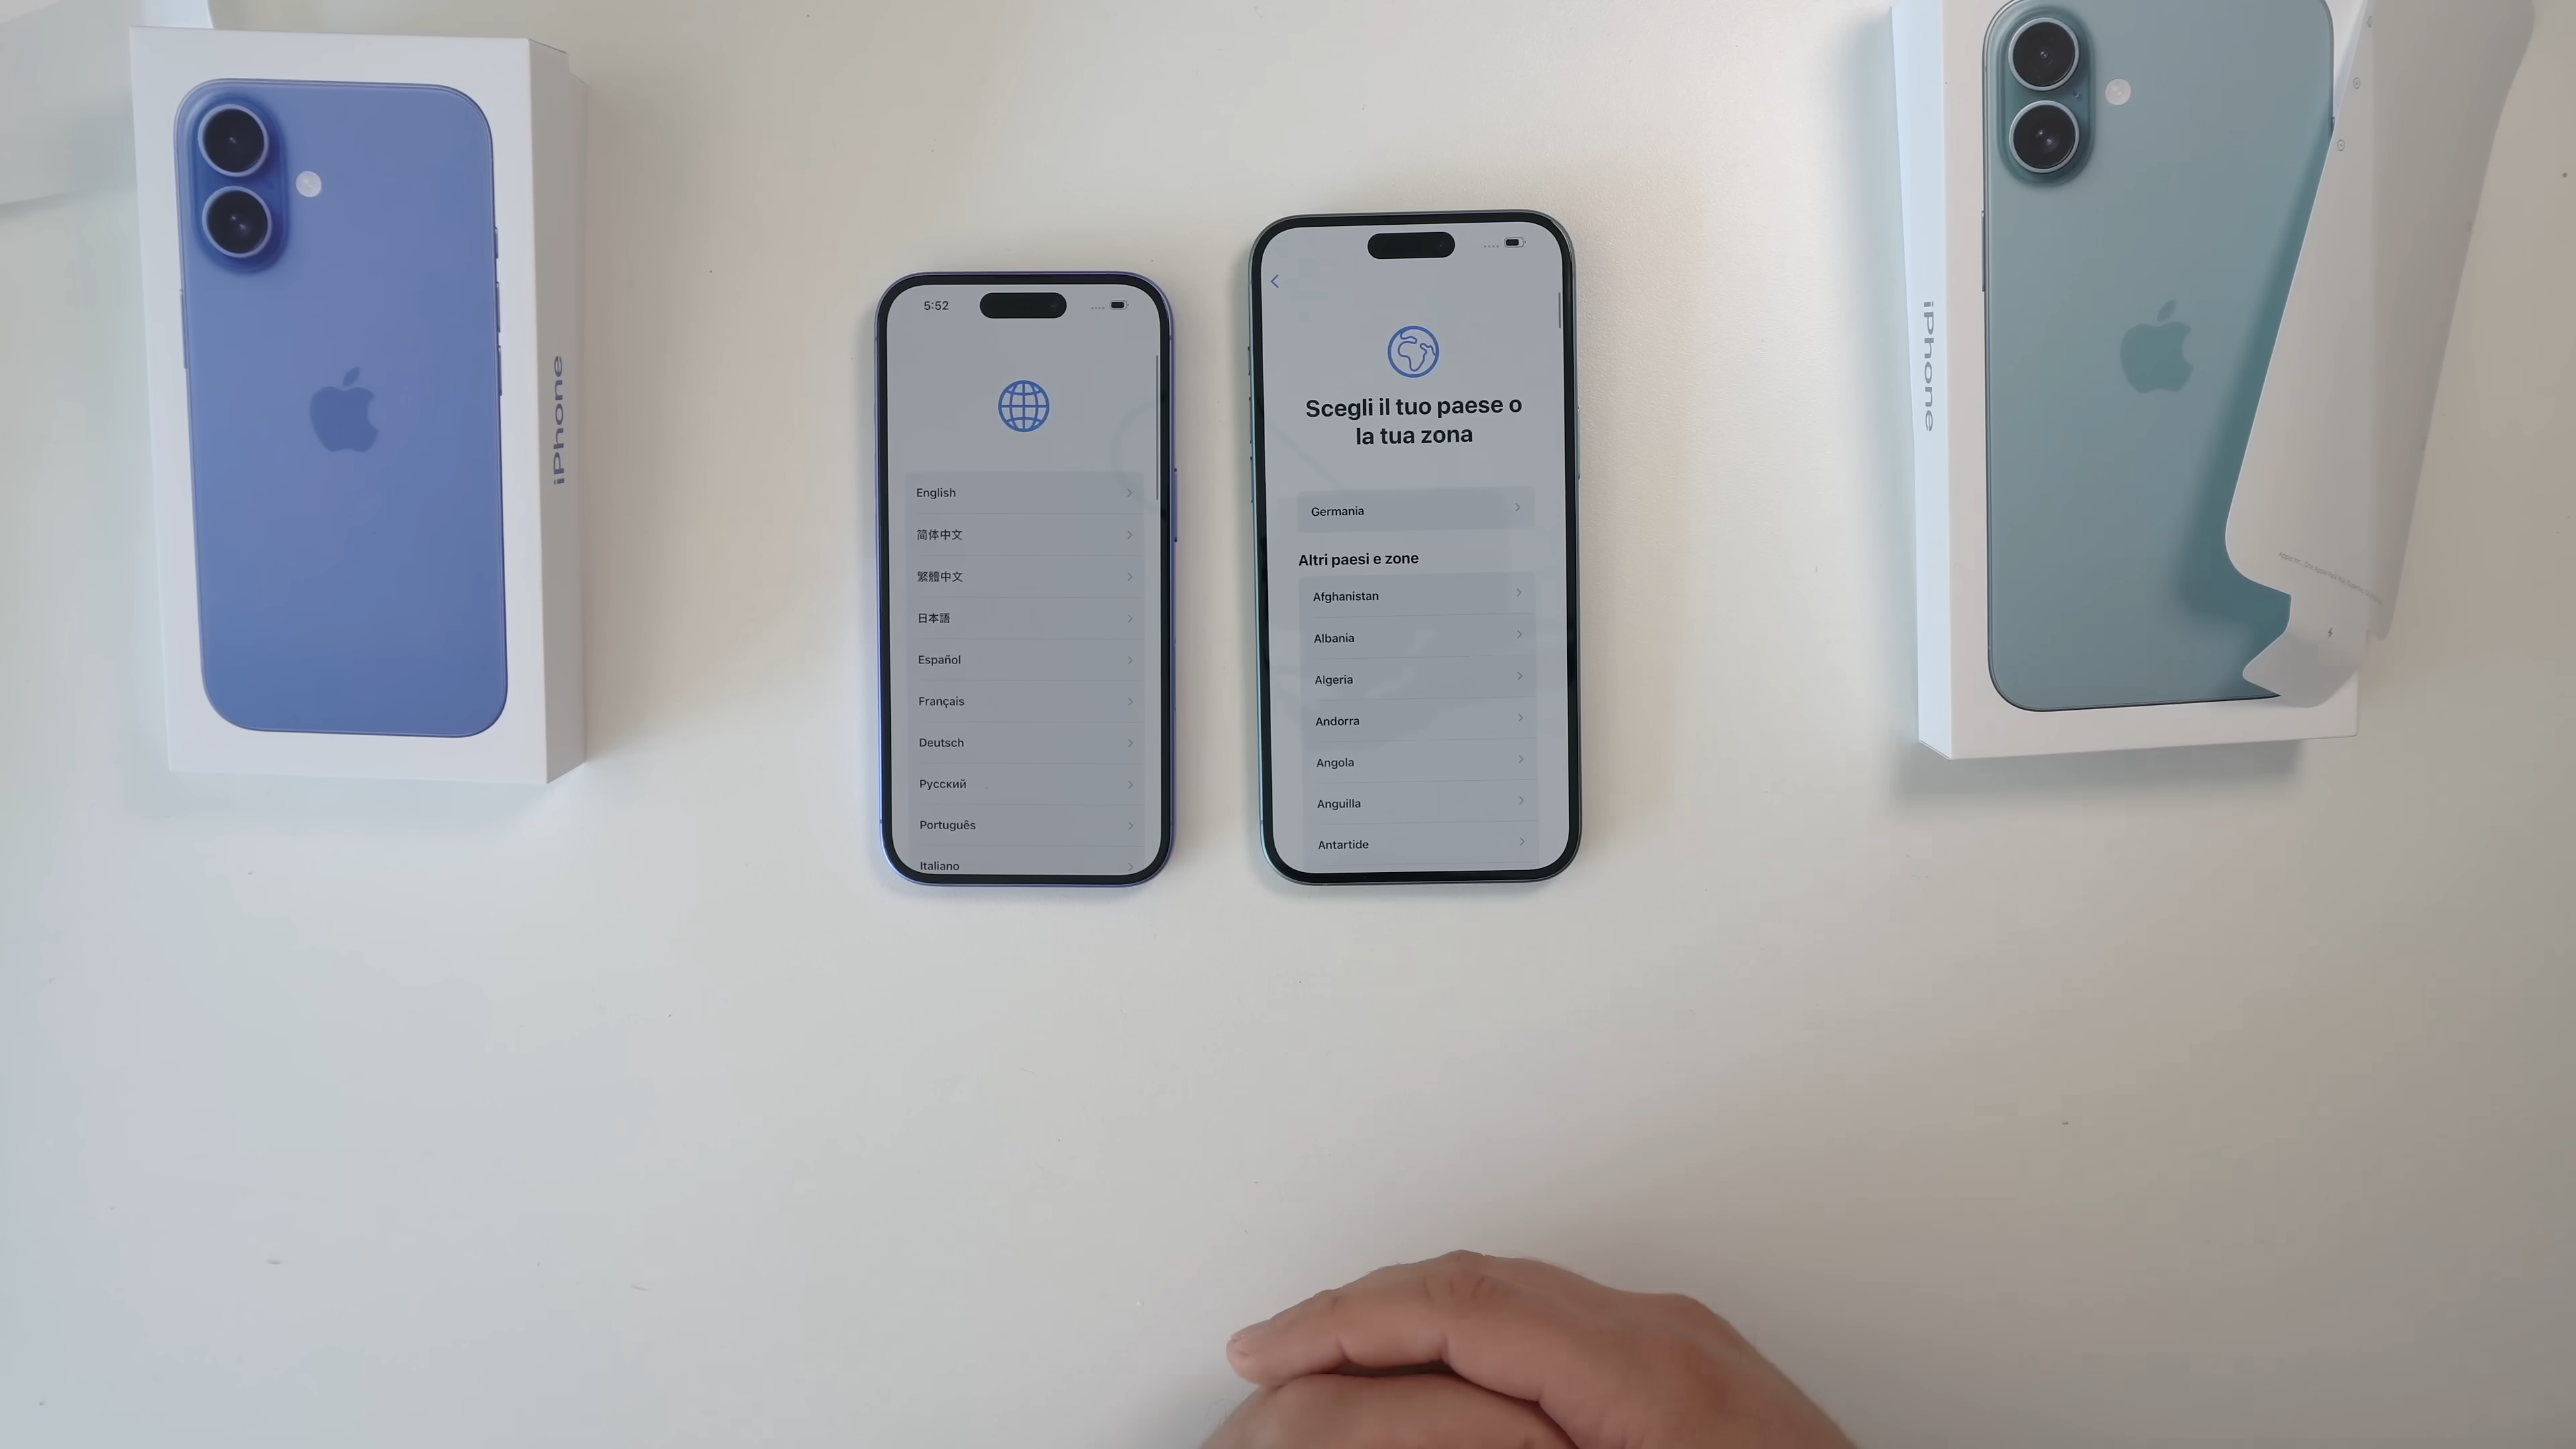 iPhone
5:52
English
简体中文
繁體中文
日本語
Español
Français
Deutsch
Русский
Português
Italiano
Scegli il tuo paese o
la tua zona
Germania
Altri paesi e zone
Afghanistan
Albania
Algeria
Andorra
Angola
Anguilla
Antartide
iPhone